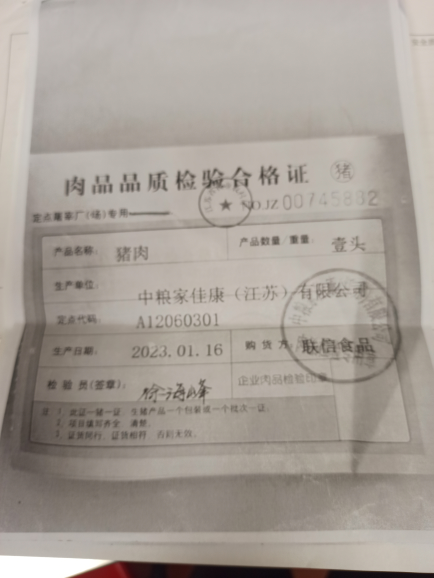 肉品品质检验合格证 猪
定点屠宰厂(场)专用 NO.JZ 00745882
产品名称: 猪肉 产品数量/重量: 壹头
生产单位: 中粮家佳康(江苏)有限公司
定点代码: A12060301
生产日期: 2023.01.16 购货方: 联信食品
检验员(签章): 徐海峰 企业肉品检验印章
注 1、此证一猪一证,生猪产品一个包装或一个批次一证。
2、项目填写齐全、清楚。
3、证货同行,证货相符,否则无效。